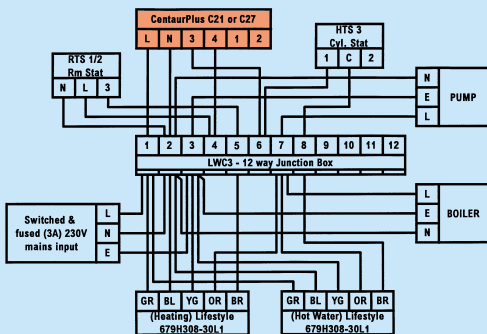 CentaurPlus C21 or C27
L N 3 4 1 2
HTS 3
Cyl. Stat
1 C 2
RTS 1/2
Rm Stat
N L 3
N
E
L
PUMP
1 2 3 4 5 6 7 8 9 10 11 12
LWC3 - 12 way Junction Box
Switched &
fused (3A) 230V
mains input
L
N
E
L
E
N
BOILER
GR BL YG OR BR
(Heating) Lifestyle
679H308-30L1
GR BL YG OR BR
(Hot Water) Lifestyle
679H308-30L1